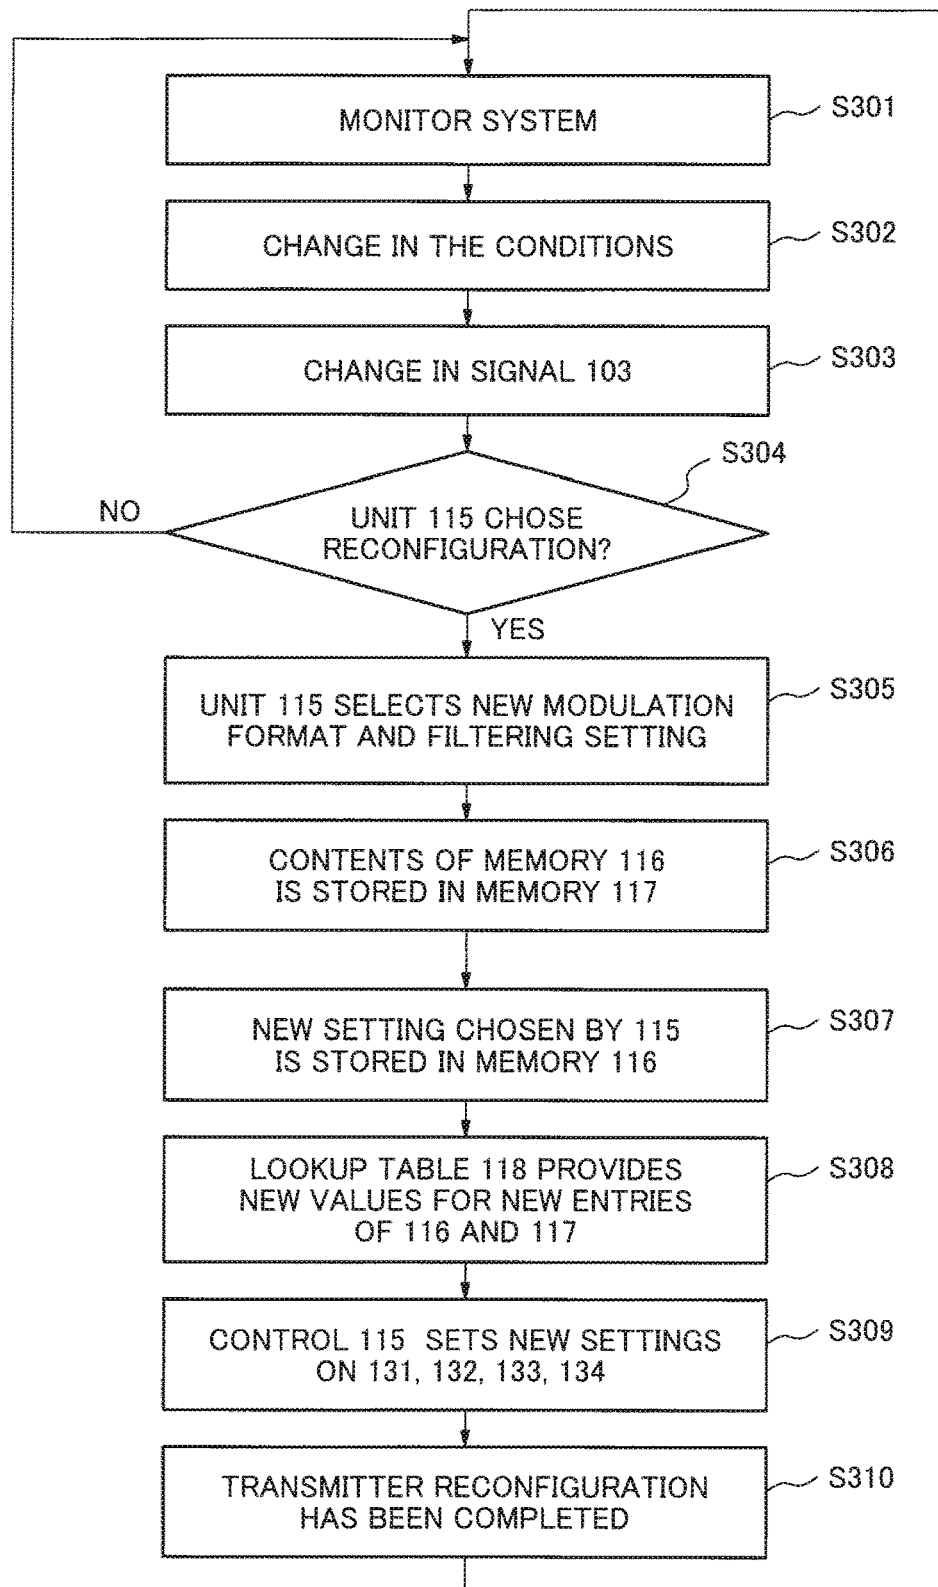 MONITOR SYSTEM
S301
CHANGE IN THE CONDITIONS
S302
CHANGE IN SIGNAL 103
S303
S304
NO
UNIT 115 CHOSE
RECONFIGURATION?
YES
UNIT 115 SELECTS NEW MODULATION
FORMAT AND FILTERING SETTING
S305
CONTENTS OF MEMORY 116
IS STORED IN MEMORY 117
S306
NEW SETTING CHOSEN BY 115
IS STORED IN MEMORY 116
S307
LOOKUP TABLE 118 PROVIDES
NEW VALUES FOR NEW ENTRIES
OF 116 AND 117
S308
CONTROL 115 SETS NEW SETTINGS
ON 131, 132, 133, 134
S309
TRANSMITTER RECONFIGURATION
HAS BEEN COMPLETED
S310